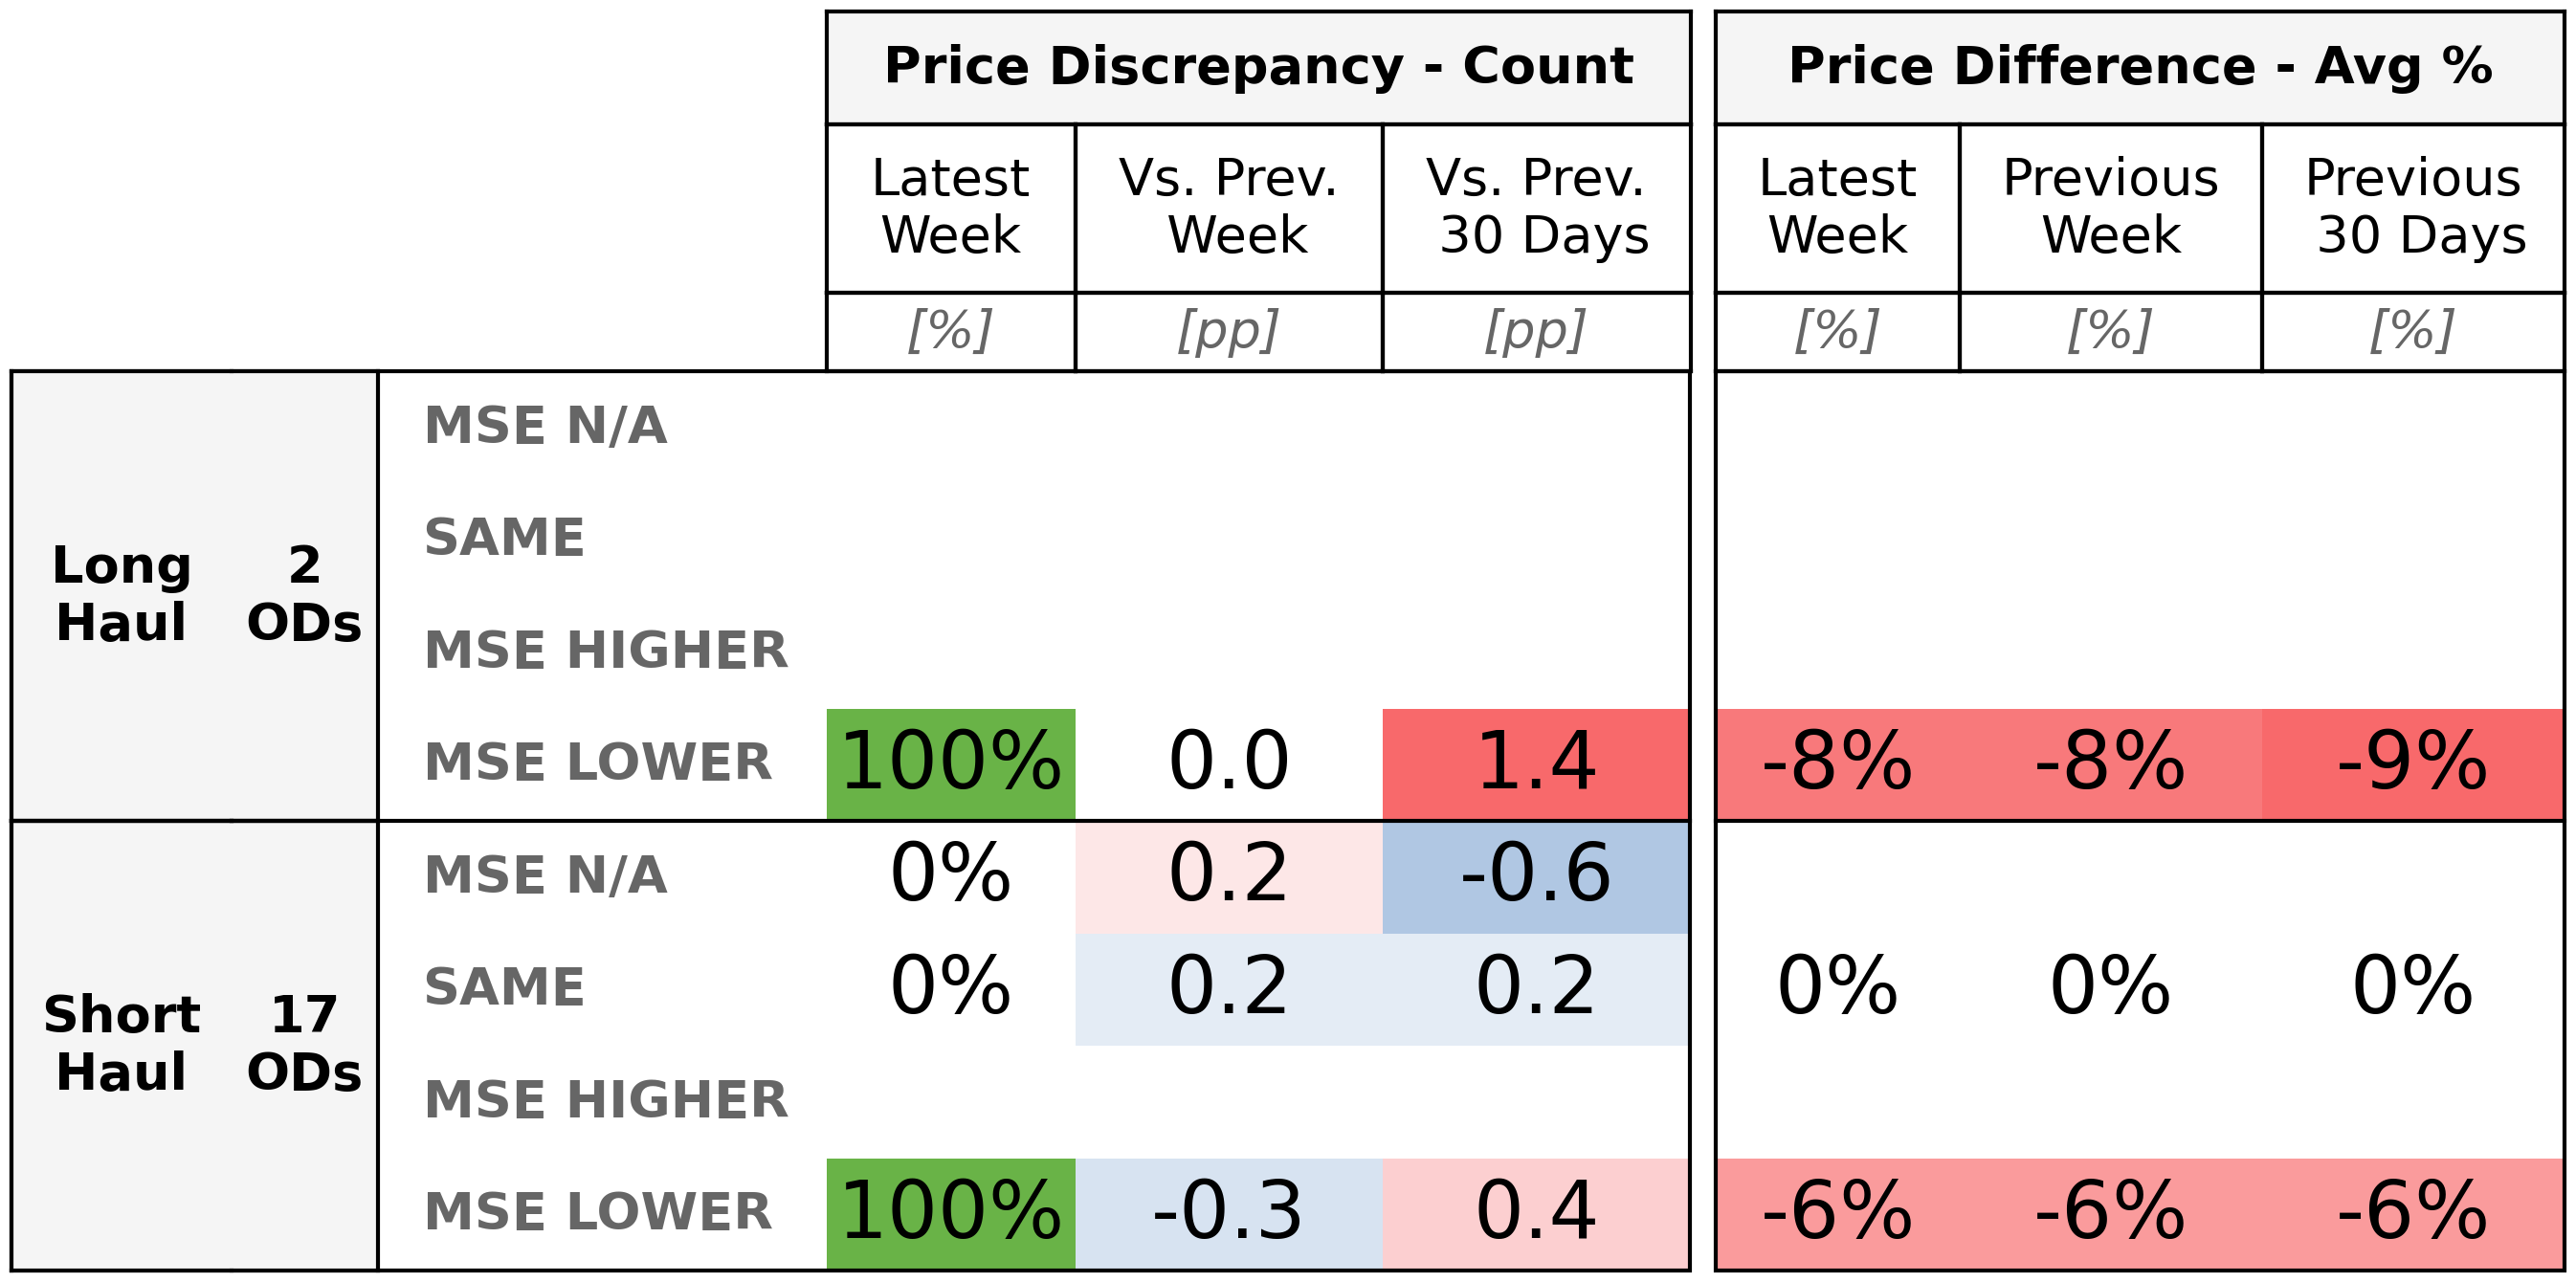 Price Discrepancy - Count Price Difference - Avg %
Latest Week Vs. Prev. Week Vs. Prev. 30 Days Latest Week Previous Week Previous 30 Days
[%] [pp] [pp] [%] [%] [%]
Long Haul 2 ODs
MSE N/A
SAME
MSE HIGHER
MSE LOWER 100% 0.0 1.4 -8% -8% -9%
Short Haul 17 ODs
MSE N/A 0% 0.2 -0.6
SAME 0% 0.2 0.2 0% 0% 0%
MSE HIGHER
MSE LOWER 100% -0.3 0.4 -6% -6% -6%